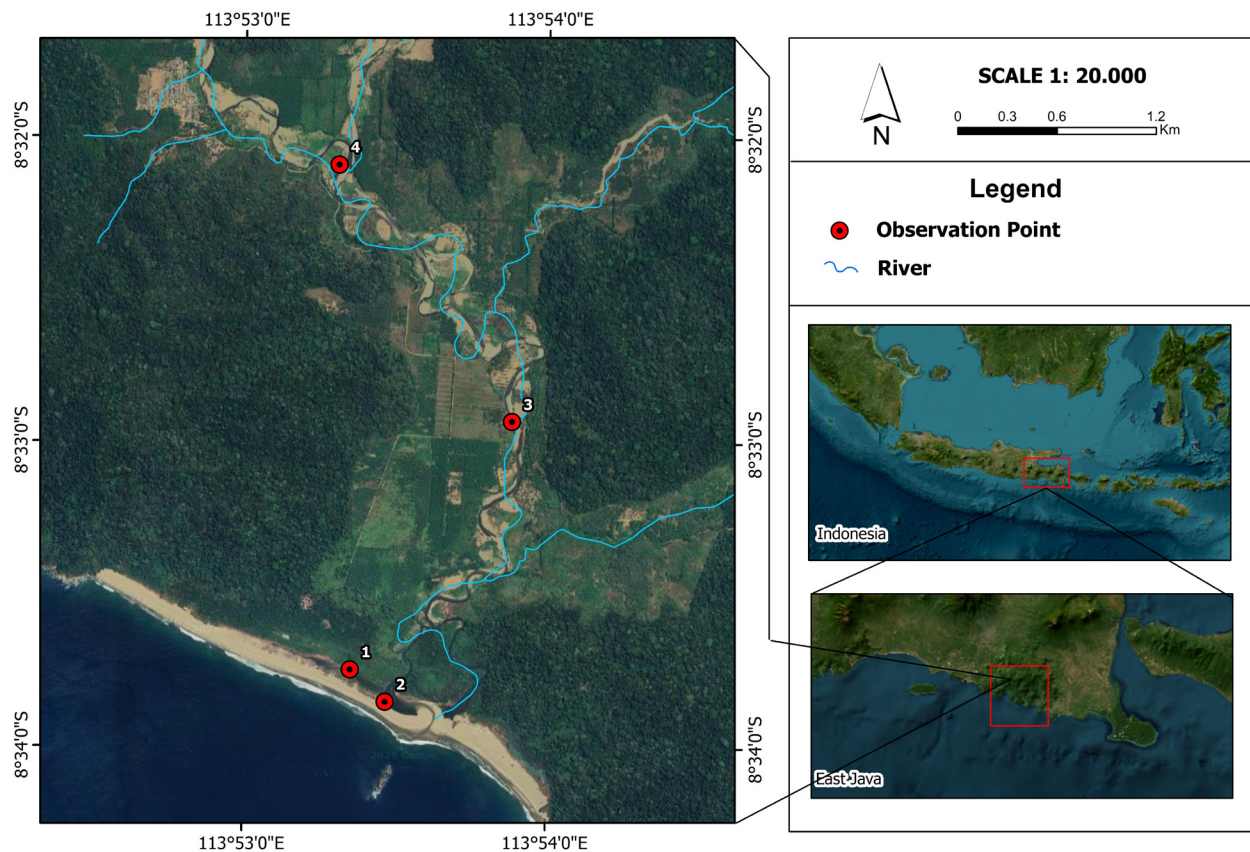 113°53'0"E
113°54'0"E
8°32'0"S
8°32'0"S
4
3
8°33'0"S
8°33'0"S
1
2
8°34'0"S
8°34'0"S
113°53'0"E
113°54'0"E
N
SCALE 1: 20.000
0 0.3 0.6 1.2
Km
Legend
Observation Point
River
Indonesia
East Java